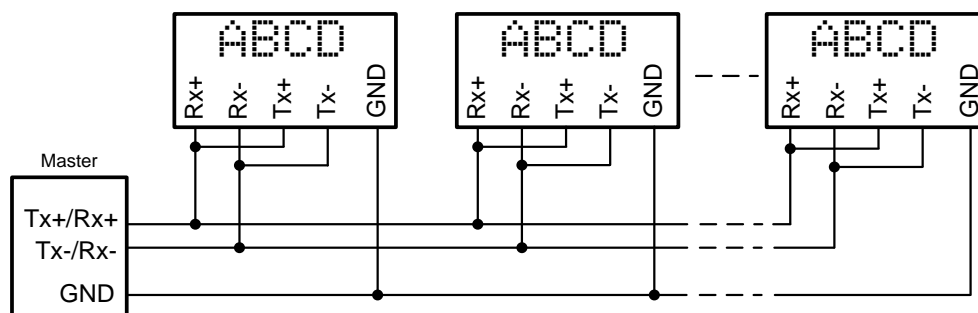 ABCD ABCD ABCD
Rx+ Rx- Tx+ Tx- GND Rx+ Rx- Tx+ Tx- GND Rx+ Rx- Tx+ Tx- GND
Master
Tx+/Rx+
Tx-/Rx-
GND